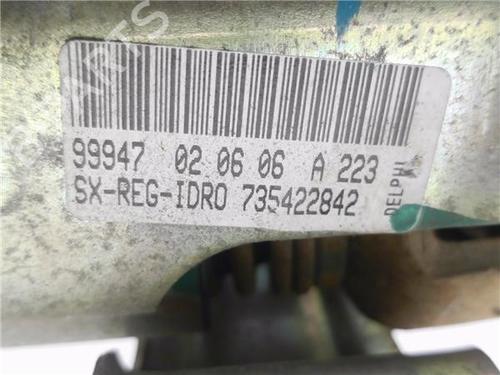 99947 02 06 06 A 223
SX-REG-IDRO 735422842
DELPHI